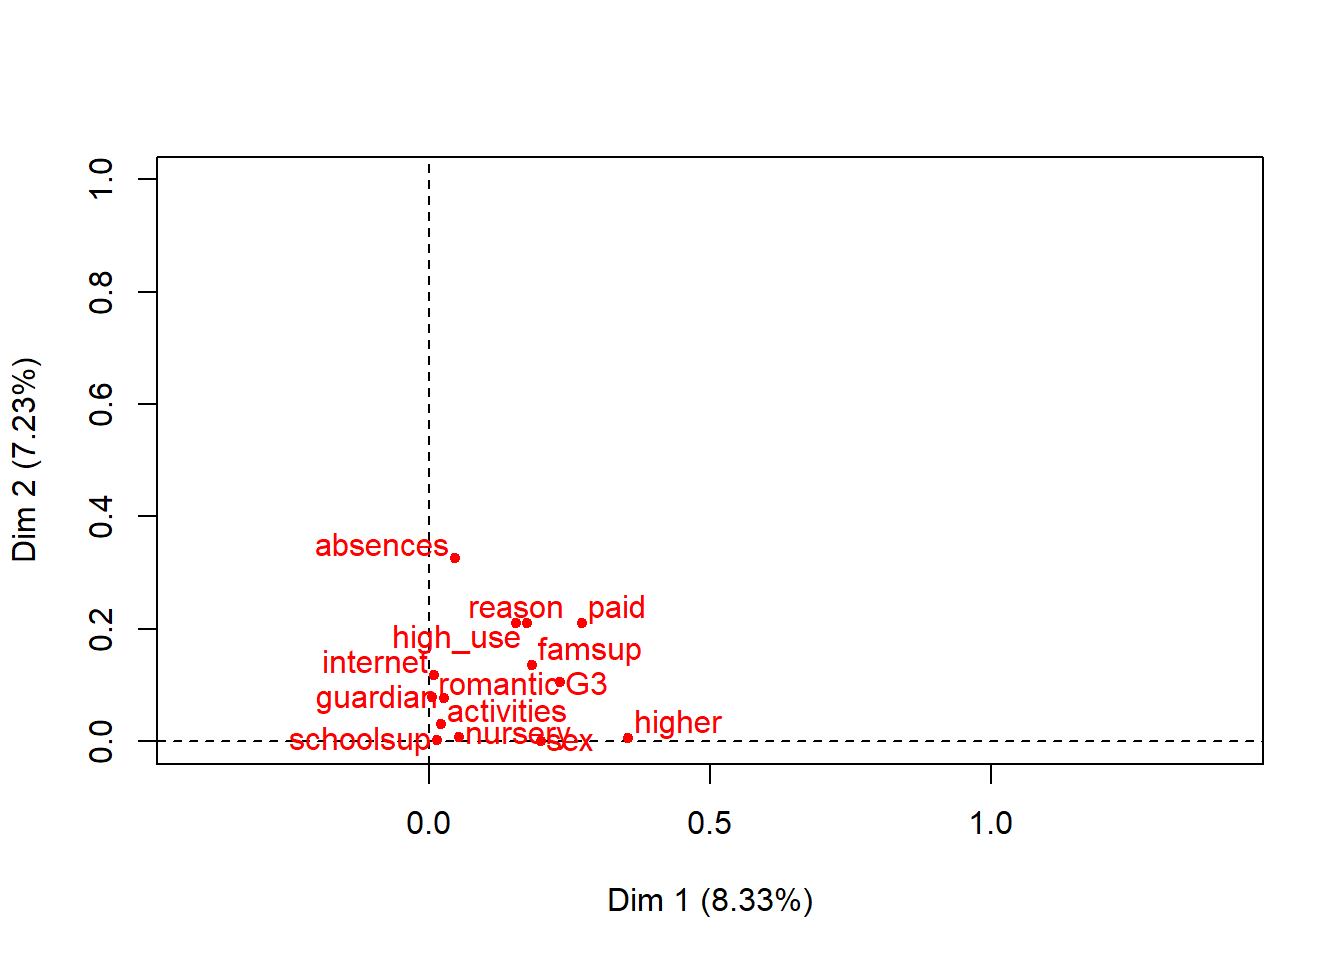 1.0
0.8
0.6
0.4
0.2
0.0
Dim 2 (7.23%)
absences
reason
paid
high_use
famsup
internet
romantic
G3
guardian
activities
higher
schoolsup
nursery
sex
0.0
0.5
1.0
Dim 1 (8.33%)